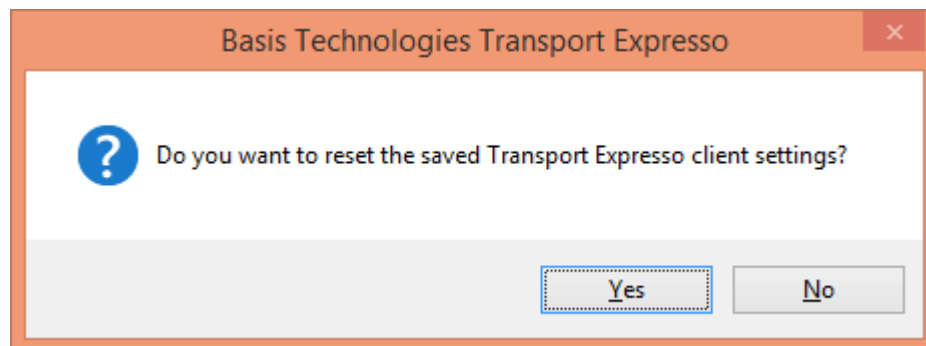 Basis Technologies Transport Expresso
Do you want to reset the saved Transport Expresso client settings?
Yes
No